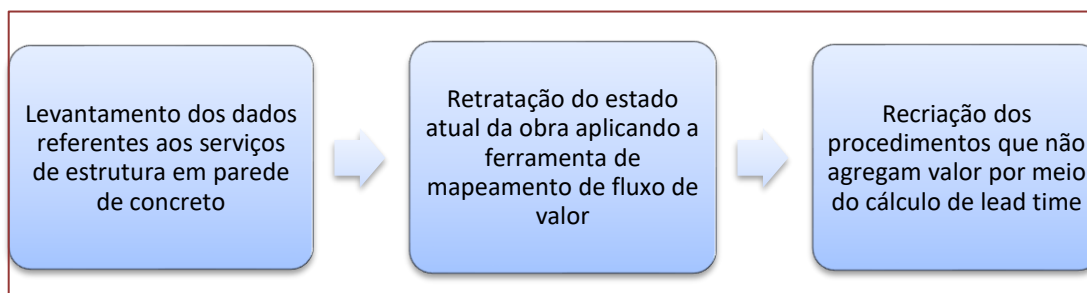 Levantamento dos dados
referentes aos serviços
de estrutura em parede
de concreto
Retratação do estado
atual da obra aplicando a
ferramenta de
mapeamento de fluxo de
valor
Recriação dos
procedimentos que não
agregam valor por meio
do cálculo de lead time